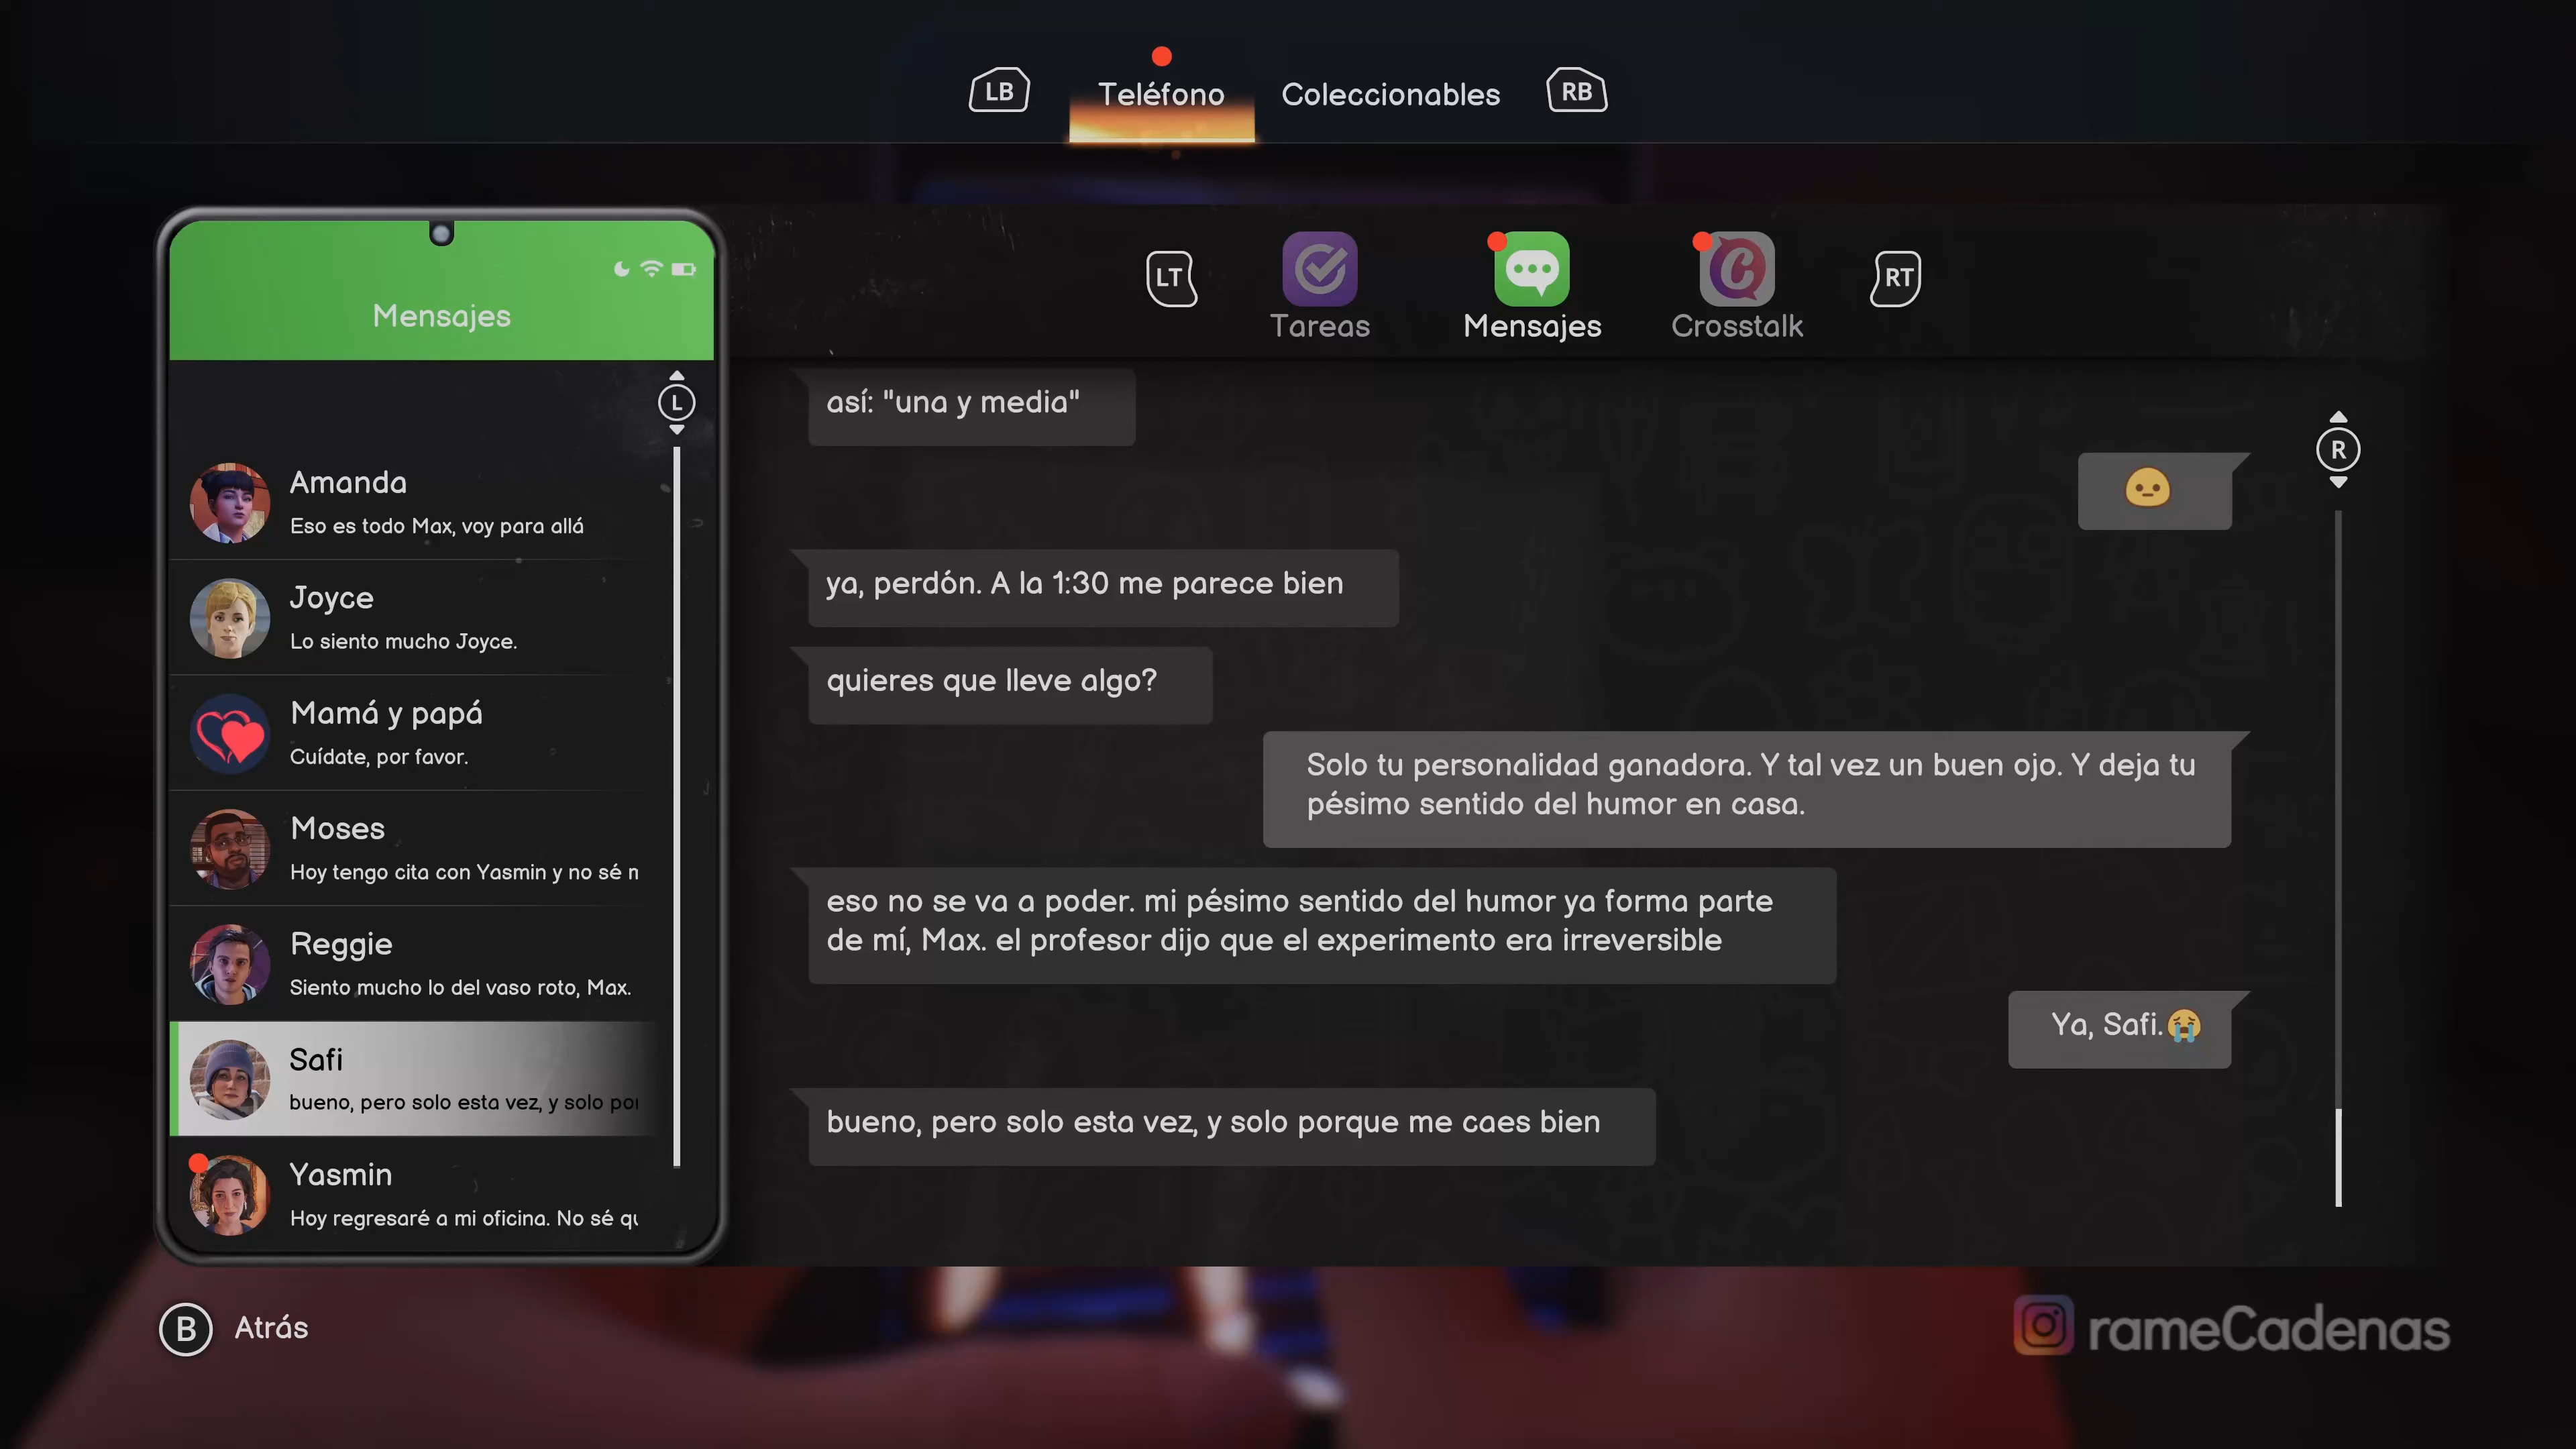 LB
Teléfono
Coleccionables
RB
Mensajes
L
Amanda
Eso es todo Max, voy para allá
Joyce
Lo siento mucho Joyce.
Mamá y papá
Cuídate, por favor.
Moses
Hoy tengo cita con Yasmin y no sé
Reggie
Siento mucho lo del vaso roto, Max.
Safi
bueno, pero solo esta vez, y solo
Yasmin
Hoy regresaré a mi oficina. No sé
LT
Tareas
Mensajes
Crosstalk
RT
así: "una y media"
R
ya, perdón. A la 1:30 me parece bien
quieres que lleve algo?
Solo tu personalidad ganadora. Y tal vez un buen ojo. Y deja tu
pésimo sentido del humor en casa.
eso no se va a poder. mi pésimo sentido del humor ya forma parte
de mí, Max. el profesor dijo que el experimento era irreversible
Ya, Safi.😭
bueno, pero solo esta vez, y solo porque me caes bien
B
Atrás
rameCadenas